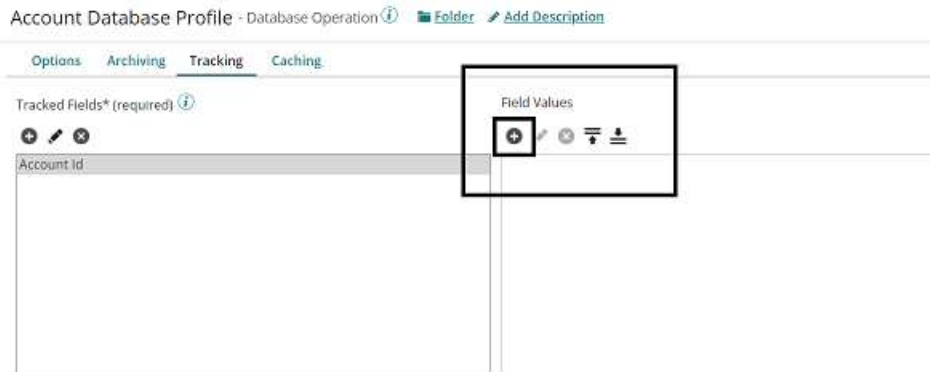 Account Database Profile - Database Operation i Folder Add Description
Options Archiving Tracking Caching
Tracked Fields* (required) i Field Values
Account Id